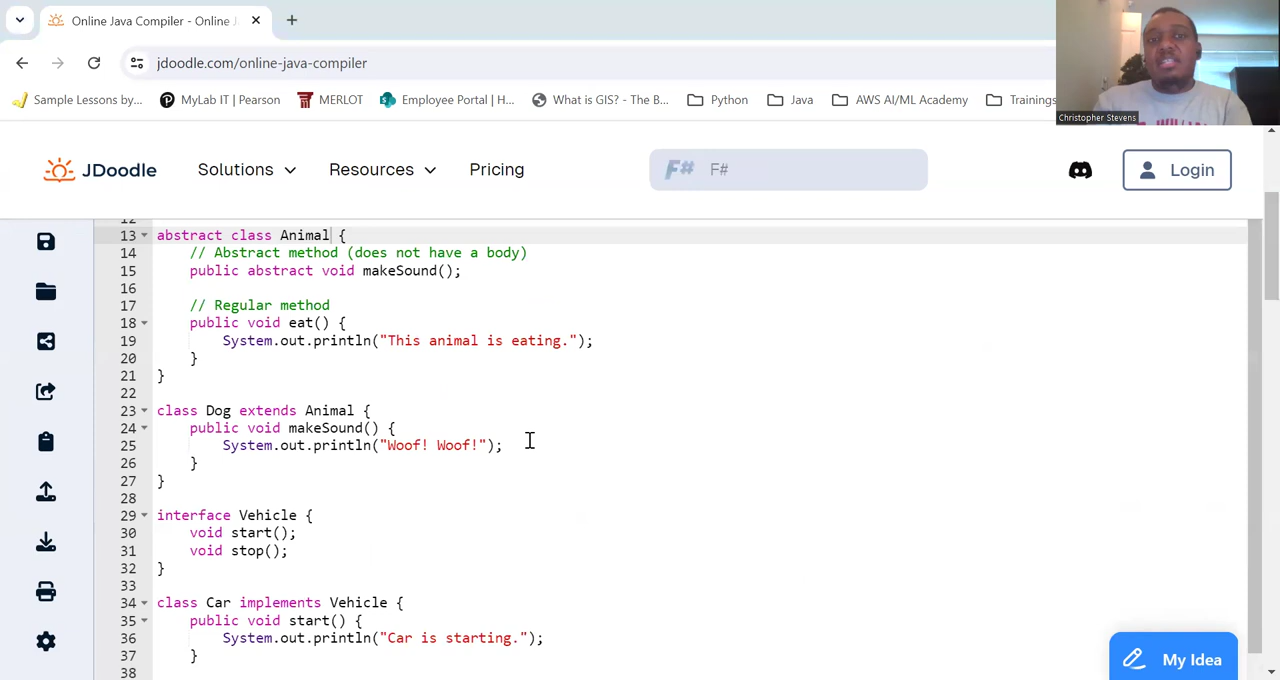 Online Java Compiler - Online J
jdoodle.com/online-java-compiler
Sample Lessons by... MyLab IT | Pearson MERLOT Employee Portal | H... What is GIS? - The B... Python Java AWS AI/ML Academy Trainings
Christopher Stevens
JDoodle Solutions Resources Pricing F# F# Login
12
13 abstract class Animal {
14 // Abstract method (does not have a body)
15 public abstract void makeSound();
16
17 // Regular method
18 public void eat() {
19 System.out.println("This animal is eating.");
20 }
21 }
22
23 class Dog extends Animal {
24 public void makeSound() {
25 System.out.println("Woof! Woof!");
26 }
27 }
28
29 interface Vehicle {
30 void start();
31 void stop();
32 }
33
34 class Car implements Vehicle {
35 public void start() {
36 System.out.println("Car is starting.");
37 }
38
My Idea